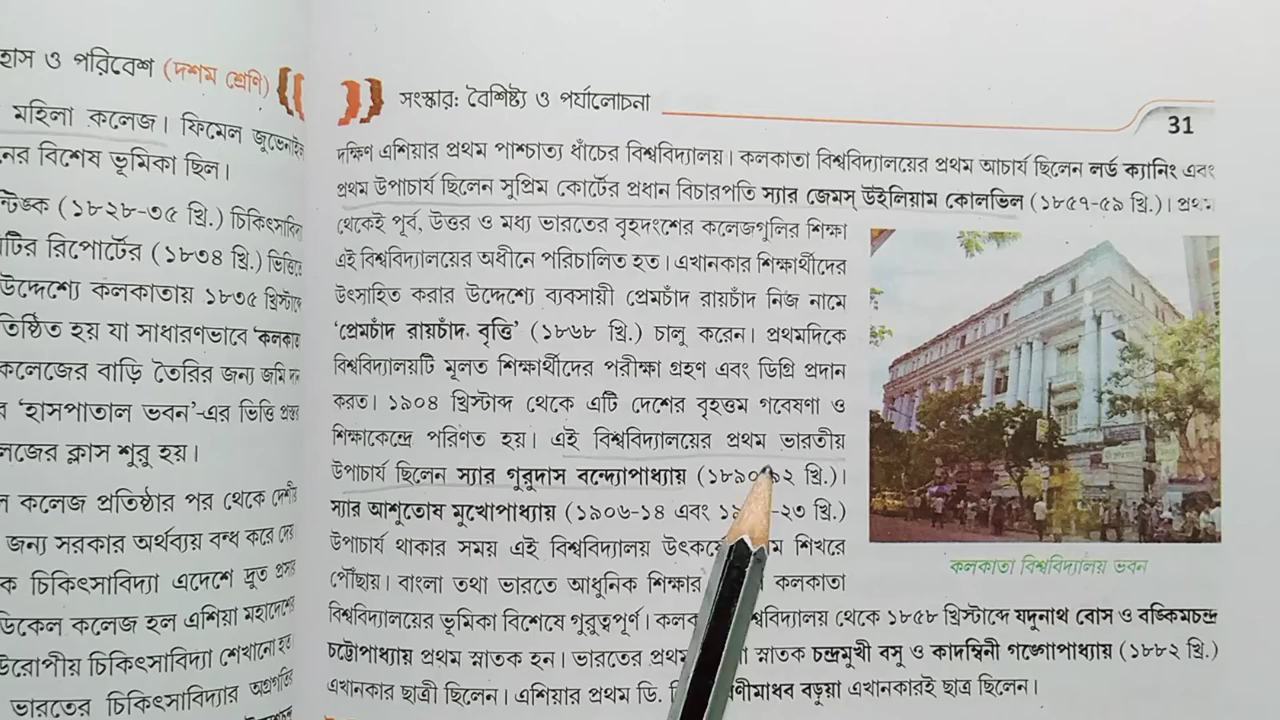 হাস ও পরিবেশ (দশম শ্রেণি)
মহিলা কলেজ। ফিমেল জুভেনাইল
নের বিশেষ ভূমিকা ছিল।
ন্টিঙ্ক (১৮২৮-৩৫ খ্রি.) চিকিৎসাবিদ্যা
টির রিপোর্টের (১৮৩৪ খ্রি.) ভিত্তিতে
উদ্দেশ্যে কলকাতায় ১৮৩৫ খ্রিস্টাব্দে
তিষ্ঠিত হয় যা সাধারণভাবে 'কলকাতা
কলেজের বাড়ি তৈরির জন্য জমি দান
র 'হাসপাতাল ভবন'-এর ভিত্তি প্রস্তর
লজের ক্লাস শুরু হয়।
ল কলেজ প্রতিষ্ঠার পর থেকে দেশীয়
জন্য সরকার অর্থব্যয় বন্ধ করে দেয়
ক চিকিৎসাবিদ্যা এদেশে দ্রুত প্রসার
ডিকেল কলেজ হল এশিয়া মহাদেশের
উরোপীয় চিকিৎসাবিদ্যা শেখানো হত
ভারতের চিকিৎসাবিদ্যার অগ্রগতির
সংস্কার: বৈশিষ্ট্য ও পর্যালোচনা
31
দক্ষিণ এশিয়ার প্রথম পাশ্চাত্য ধাঁচের বিশ্ববিদ্যালয়। কলকাতা বিশ্ববিদ্যালয়ের প্রথম আচার্য ছিলেন লর্ড ক্যানিং এবং
প্রথম উপাচার্য ছিলেন সুপ্রিম কোর্টের প্রধান বিচারপতি স্যার জেমস্ উইলিয়াম কোলভিল (১৮৫৭-৫৯ খ্রি.)। প্রথম
থেকেই পূর্ব, উত্তর ও মধ্য ভারতের বৃহদংশের কলেজগুলির শিক্ষা
এই বিশ্ববিদ্যালয়ের অধীনে পরিচালিত হত। এখানকার শিক্ষার্থীদের
উৎসাহিত করার উদ্দেশ্যে ব্যবসায়ী প্রেমচাঁদ রায়চাঁদ নিজ নামে
'প্রেমচাঁদ রায়চাঁদ বৃত্তি' (১৮৬৮ খ্রি.) চালু করেন। প্রথমদিকে
বিশ্ববিদ্যালয়টি মূলত শিক্ষার্থীদের পরীক্ষা গ্রহণ এবং ডিগ্রি প্রদান
করত। ১৯০৪ খ্রিস্টাব্দ থেকে এটি দেশের বৃহত্তম গবেষণা ও
শিক্ষাকেন্দ্রে পরিণত হয়। এই বিশ্ববিদ্যালয়ের প্রথম ভারতীয়
উপাচার্য ছিলেন স্যার গুরুদাস বন্দ্যোপাধ্যায় (১৮৯০-৯২ খ্রি.)।
স্যার আশুতোষ মুখোপাধ্যায় (১৯০৬-১৪ এবং -২৩ খ্রি.)
উপাচার্য থাকার সময় এই বিশ্ববিদ্যালয় শিখরে
পৌঁছায়। বাংলা তথা ভারতে আধুনিক শিক্ষার কলকাতা
বিশ্ববিদ্যালয়ের ভূমিকা বিশেষে গুরুত্বপূর্ণ। থেকে ১৮৫৮ খ্রিস্টাব্দে যদুনাথ বোস ও বঙ্কিমচন্দ্র
চট্টোপাধ্যায় প্রথম স্নাতক হন। ভারতের প্রথম স্নাতক চন্দ্রমুখী বসু ও কাদম্বিনী গঙ্গোপাধ্যায় (১৮৮২ খ্রি.)
এখানকার ছাত্রী ছিলেন। এশিয়ার প্রথম ডি. বড়ুয়া এখানকারই ছাত্র ছিলেন।
কলকাতা বিশ্ববিদ্যালয় ভবন